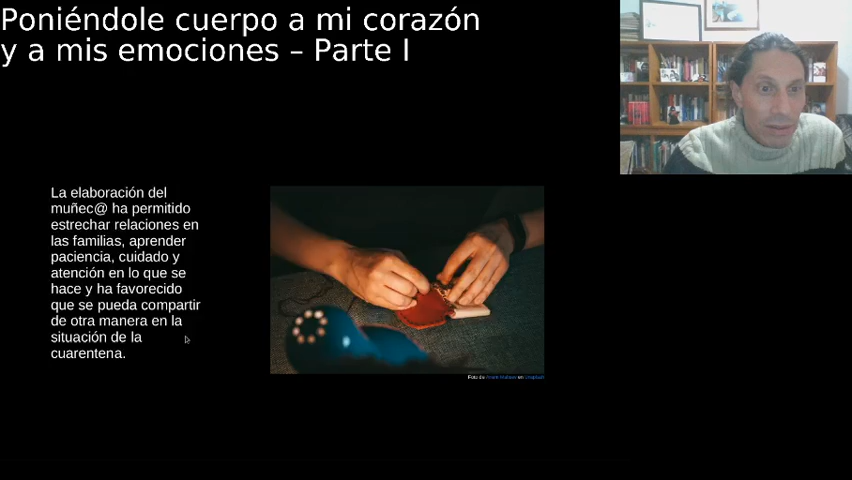 Poniéndole cuerpo a mi corazón
y a mis emociones – Parte I
La elaboración del
muñec@ ha permitido
estrechar relaciones en
las familias, aprender
paciencia, cuidado y
atención en lo que se
hace y ha favorecido
que se pueda compartir
de otra manera en la
situación de la
cuarentena.
Foto de en Unsplash